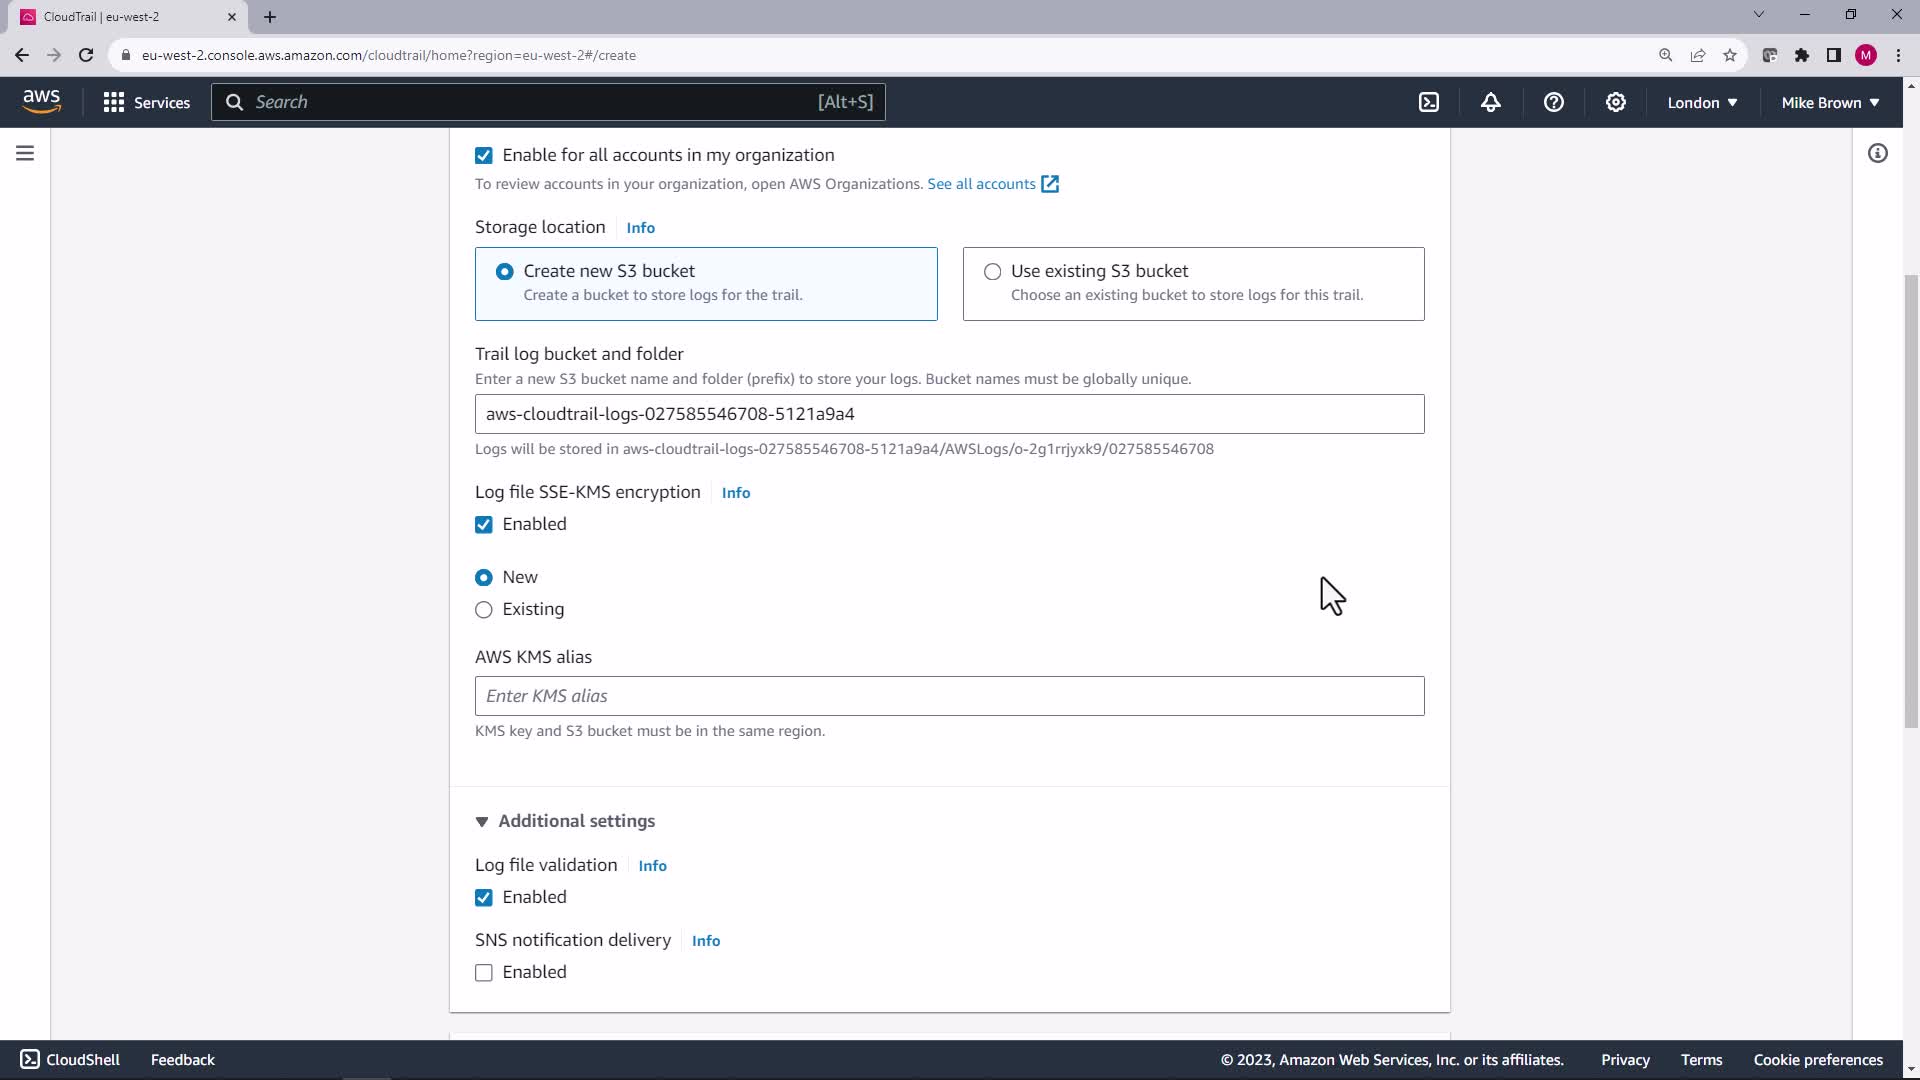 CloudTrail | eu-west-2
eu-west-2.console.aws.amazon.com/cloudtrail/home?region=eu-west-2#/create
M
aws
Services
Search
[Alt+S]
London
Mike Brown
Enable for all accounts in my organization
To review accounts in your organization, open AWS Organizations. See all accounts
Storage location
Info
Create new S3 bucket
Create a bucket to store logs for the trail.
Use existing S3 bucket
Choose an existing bucket to store logs for this trail.
Trail log bucket and folder
Enter a new S3 bucket name and folder (prefix) to store your logs. Bucket names must be globally unique.
aws-cloudtrail-logs-027585546708-5121a9a4
Logs will be stored in aws-cloudtrail-logs-027585546708-5121a9a4/AWSLogs/o-2g1rrjyxk9/027585546708
Log file SSE-KMS encryption
Info
Enabled
New
Existing
AWS KMS alias
Enter KMS alias
KMS key and S3 bucket must be in the same region.
Additional settings
Log file validation
Info
Enabled
SNS notification delivery
Info
Enabled
CloudShell
Feedback
© 2023, Amazon Web Services, Inc. or its affiliates.
Privacy
Terms
Cookie preferences